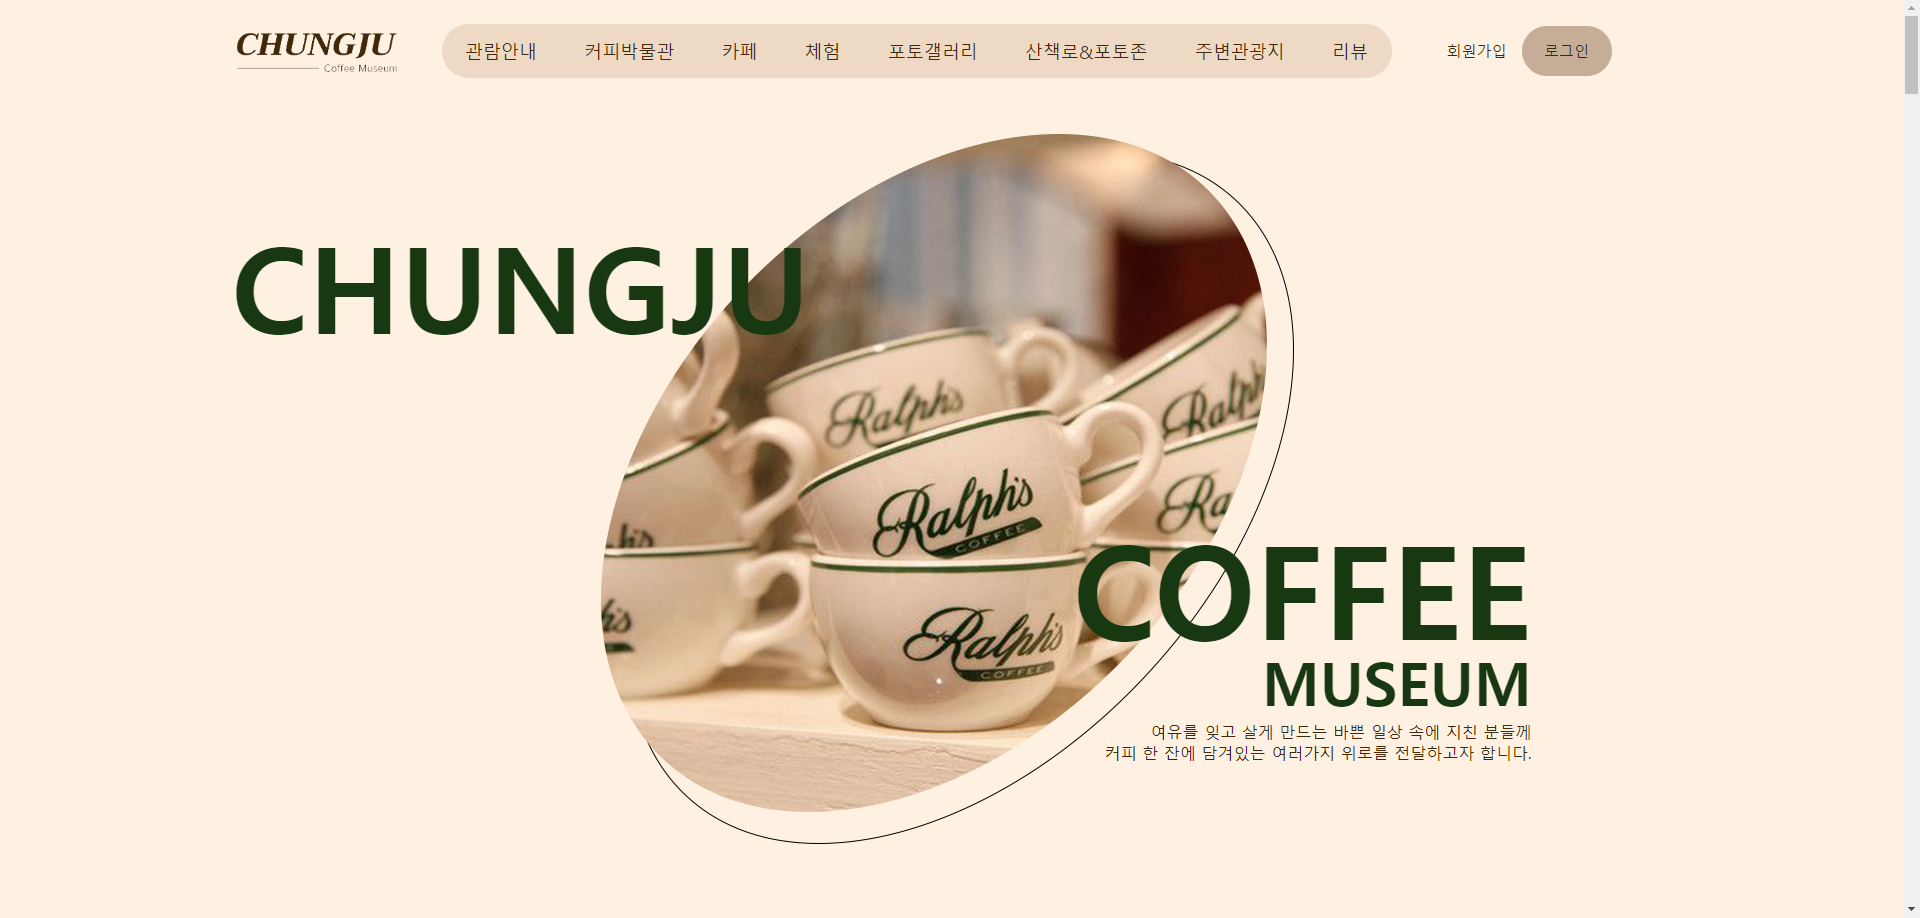 CHUNGJU
Coffee Museum
관람안내 커피박물관 카페 체험 포토갤러리 산책로&포토존 주변관광지 리뷰
회원가입 로그인
CHUNGJU
Ralph's
Ralph's
Ralph's
COFFEE
Ralph's
COFFEE
COFFEE
MUSEUM
여유를 잊고 살게 만드는 바쁜 일상 속에 지친 분들께
커피 한 잔에 담겨있는 여러가지 위로를 전달하고자 합니다.